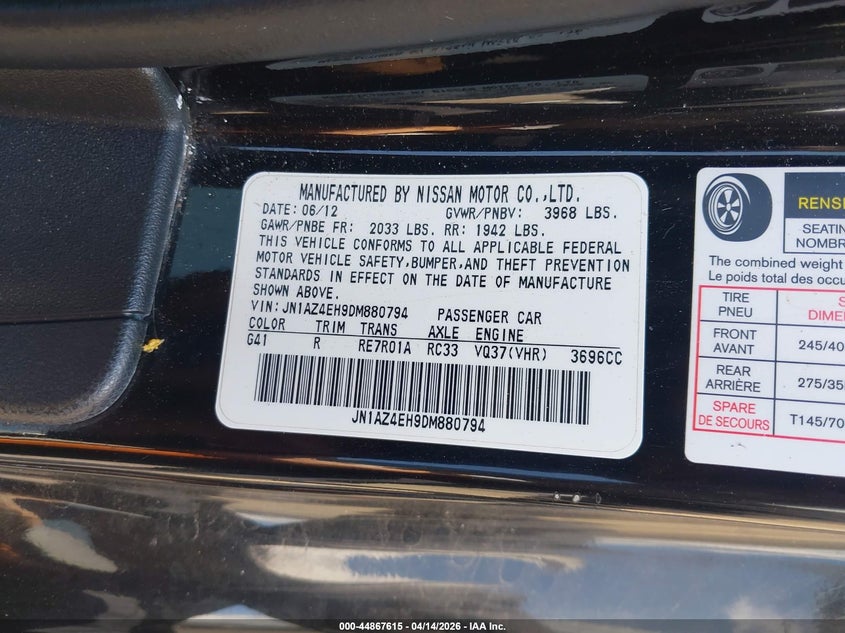 MANUFACTURED BY NISSAN MOTOR CO.,LTD.
DATE: 06/12 GVWR/PNBV: 3968 LBS.
GAWR/PNBE FR: 2033 LBS. RR: 1942 LBS.
THIS VEHICLE CONFORMS TO ALL APPLICABLE FEDERAL
MOTOR VEHICLE SAFETY,BUMPER,AND THEFT PREVENTION
STANDARDS IN EFFECT ON THE DATE OF MANUFACTURE
SHOWN ABOVE.
VIN: JN1AZ4EH9DM880794 PASSENGER CAR
COLOR TRIM TRANS AXLE ENGINE
G41 R RE7R01A RC33 VQ37(VHR) 3696CC
JN1AZ4EH9DM880794
RENSE
SEATIN
NOMBR
The combined weight
Le poids total des occu
TIRE
PNEU
DIME
FRONT
AVANT
245/40
REAR
ARRIÈRE
275/35
SPARE
DE SECOURS
T145/70
000-44867615 - 04/14/2026 - IAA Inc.